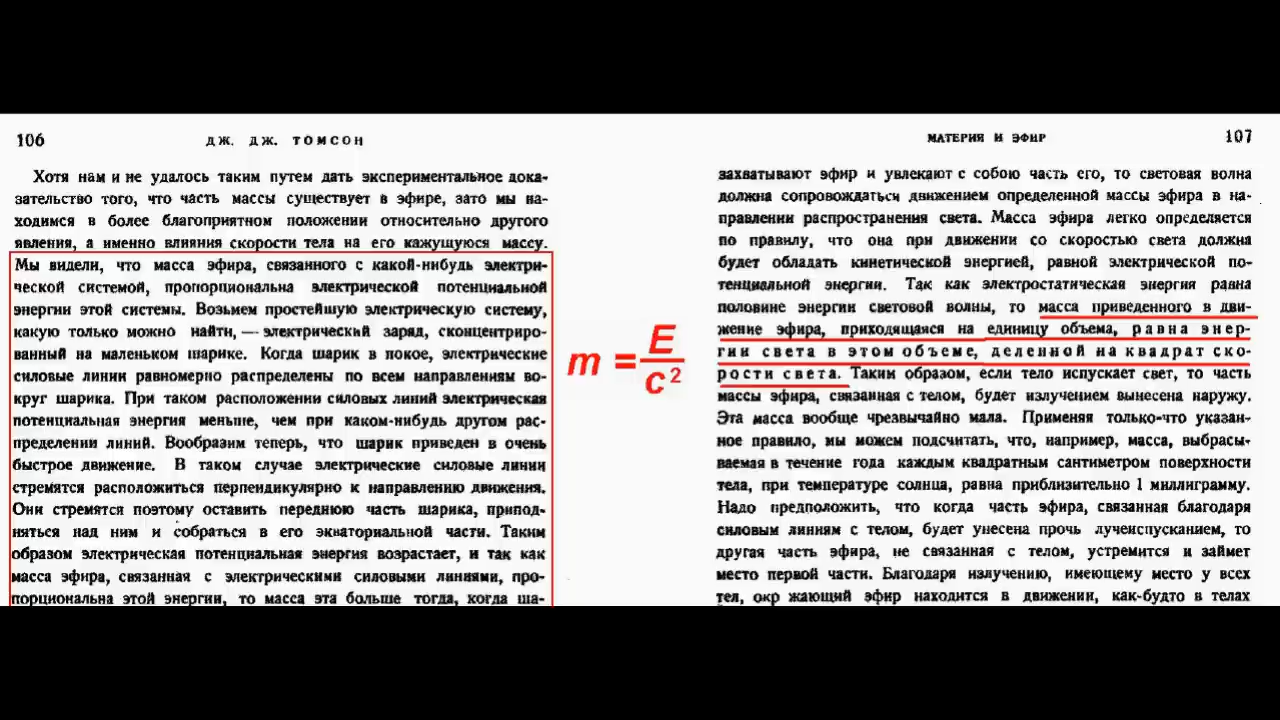 106
ДЖ. ДЖ. ТОМСОН
Хотя нам и не удалось таким путем дать экспериментальное дока-
зательство того, что часть массы существует в эфире, зато мы на-
ходимся в более благоприятном положении относительно другого
явления, а именно влияния скорости тела на его кажущуюся массу.
Мы видели, что масса эфира, связанного с какой-нибудь электри-
ческой системой, пропорциональна электрической потенциальной
энергии этой системы. Возьмем простейшую электрическую систему,
какую только можно найти, — электрический заряд, сконцентриро-
ванный на маленьком шарике. Когда шарик в покое, электрические
силовые линии равномерно распределены по всем направлениям во-
круг шарика. При таком расположении силовых линий электрическая
потенциальная энергия меньше, чем при каком-нибудь другом рас-
пределении линий. Вообразим теперь, что шарик приведен в очень
быстрое движение. В таком случае электрические силовые линии
стремятся расположиться перпендикулярно к направлению движения.
Они стремятся поэтому оставить переднюю часть шарика, припод-
няться над ним и собраться в его экваториальной части. Таким
образом электрическая потенциальная энергия возрастает, и так как
масса эфира, связанная с электрическими силовыми линиями, про-
порциональна этой энергии, то масса эта больше тогда, когда ша-
m = E/c²
МАТЕРИЯ И ЭФИР
107
захватывают эфир и увлекают с собою часть его, то световая волна
должна сопровождаться движением определенной массы эфира в на-
правлении распространения света. Масса эфира легко определяется
по правилу, что она при движении со скоростью света должна
будет обладать кинетической энергией, равной электрической по-
тенциальной энергии. Так как электростатическая энергия равна
половине энергии световой волны, то масса приведенного в дви-
жение эфира, приходящаяся на единицу объема, равна энер-
гии света в этом объеме, деленной на квадрат ско-
рости света. Таким образом, если тело испускает свет, то часть
массы эфира, связанная с телом, будет излучением вынесена наружу.
Эта масса вообще чрезвычайно мала. Применяя только-что указан-
ное правило, мы можем подсчитать, что, например, масса, выбрасы-
ваемая в течение года каждым квадратным сантиметром поверхности
тела, при температуре солнца, равна приблизительно 1 миллиграмму.
Надо предположить, что когда часть эфира, связанная благодаря
силовым линиям с телом, будет унесена прочь лучеиспусканием, то
другая часть эфира, не связанная с телом, устремится и займет
место первой части. Благодаря излучению, имеющему место у всех
тел, окр жающий эфир находится в движении, как-будто в телах